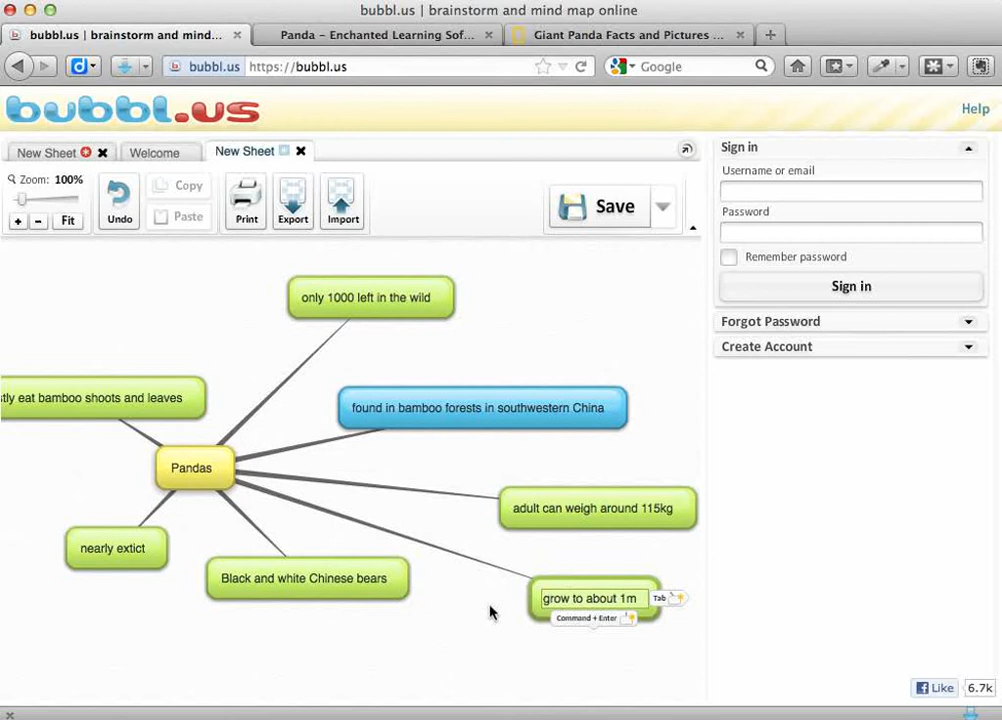 bubbl.us | brainstorm and mind map online
bubbl.us | brainstorm and mind...
Panda – Enchanted Learning Sof...
Giant Panda Facts and Pictures ...
bubbl.us
https://bubbl.us
Google
bubbl.us
Help
New Sheet
Welcome
New Sheet
Zoom: 100%
+ - Fit
Undo
Copy
Paste
Print
Export
Import
Save
Sign in
Username or email
Password
Remember password
Sign in
Forgot Password
Create Account
only 1000 left in the wild
tly eat bamboo shoots and leaves
found in bamboo forests in southwestern China
Pandas
adult can weigh around 115kg
nearly extict
Black and white Chinese bears
grow to about 1m
Tab
Command + Enter
Like
6.7k